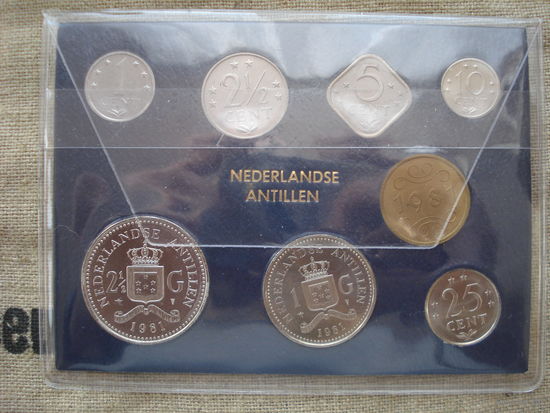 1
CENT
2½
CENT
5
CENT
10
CENT
NEDERLANDSE
ANTILLEN
NEDERLANDSE ANTILLEN
2½ G
1981
NEDERLANDSE ANTILLEN
1 G
1981
25
CENT